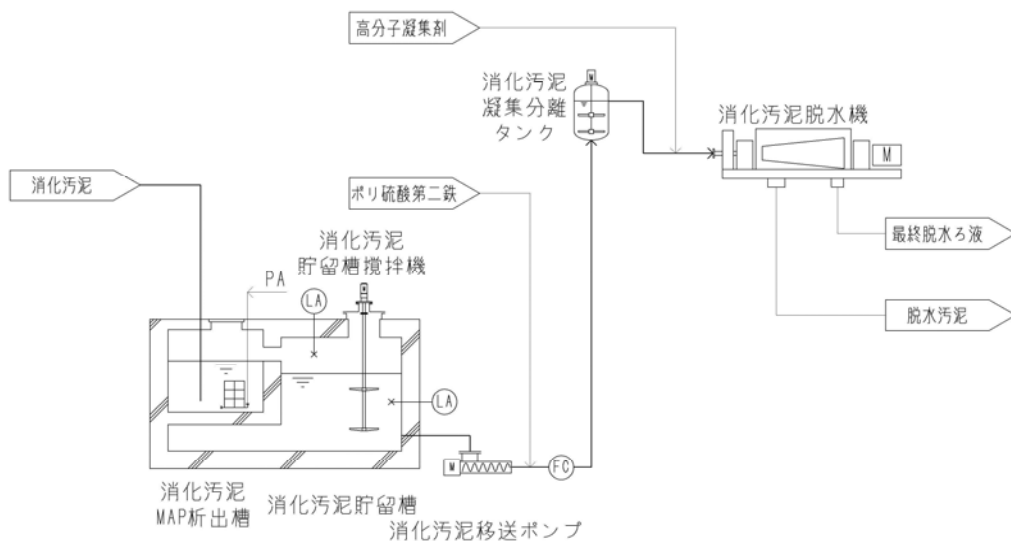 高分子凝集剤
消化汚泥
凝集分離
タンク
M
消化汚泥脱水機
M
消化汚泥
ポリ硫酸第二鉄
最終脱水ろ液
消化汚泥
貯留槽撹拌機
PA
LA
M
脱水汚泥
LA
M
FC
消化汚泥
MAP析出槽
消化汚泥貯留槽
消化汚泥移送ポンプ